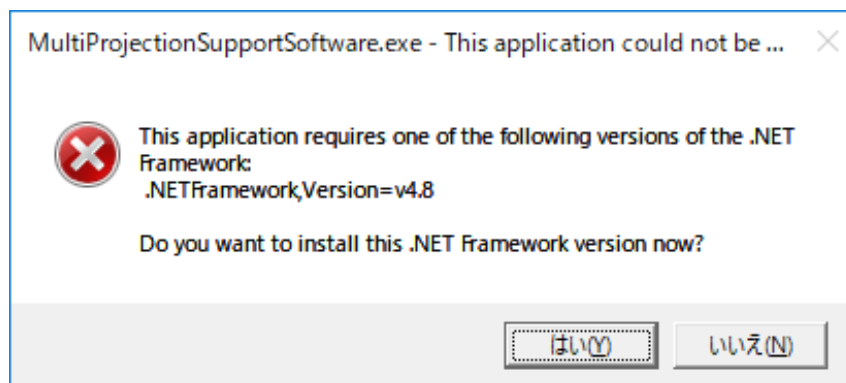 MultiProjectionSupportSoftware.exe - This application could not be ...
This application requires one of the following versions of the .NET
Framework:
.NETFramework,Version=v4.8
Do you want to install this .NET Framework version now?
はい(Y)
いいえ(N)